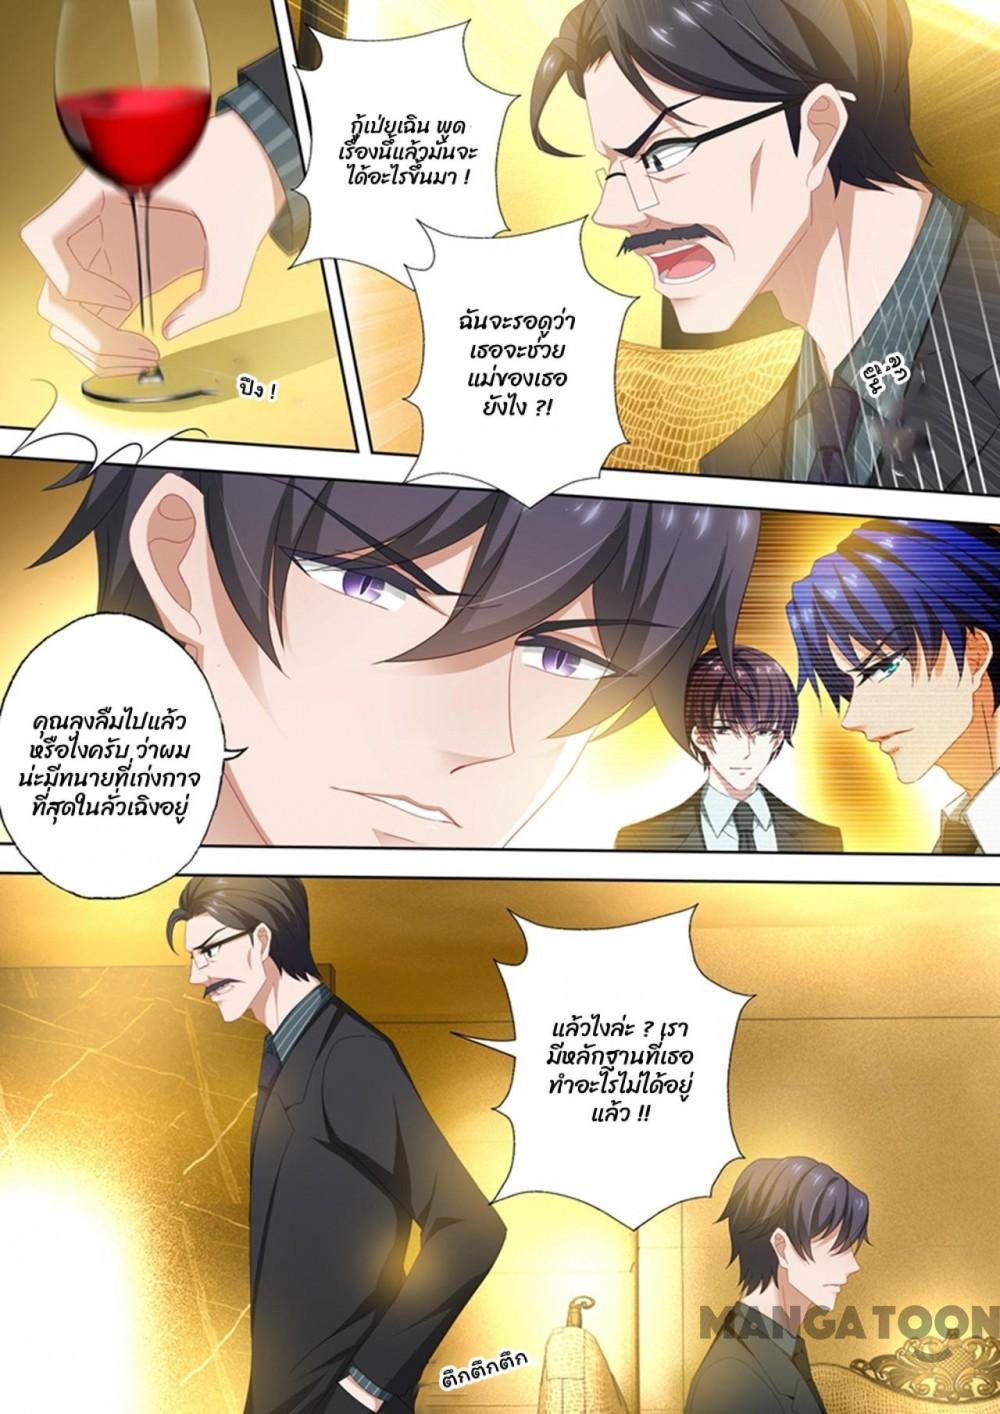 กู้เป่ยเฉิน พูด
เรื่องนี้แล้วมันจะ
ได้อะไรขึ้นมา !
ฉันจะรอดูว่า
เธอจะช่วย
แม่ของเธอ
ยังไง ?!
ปึง !
ยืน..ลุก
คุณลงลืมไปแล้ว
หรือไงครับ ว่าผม
น่ะมีทนายที่เก่งกาจ
ที่สุดในลั่วเฉิงอยู่
แล้วไงล่ะ ? เรา
มีหลักฐานที่เธอ
ทำอะไรไม่ได้อยู่
แล้ว !!
ตึกตึกตึก
MANGATOON